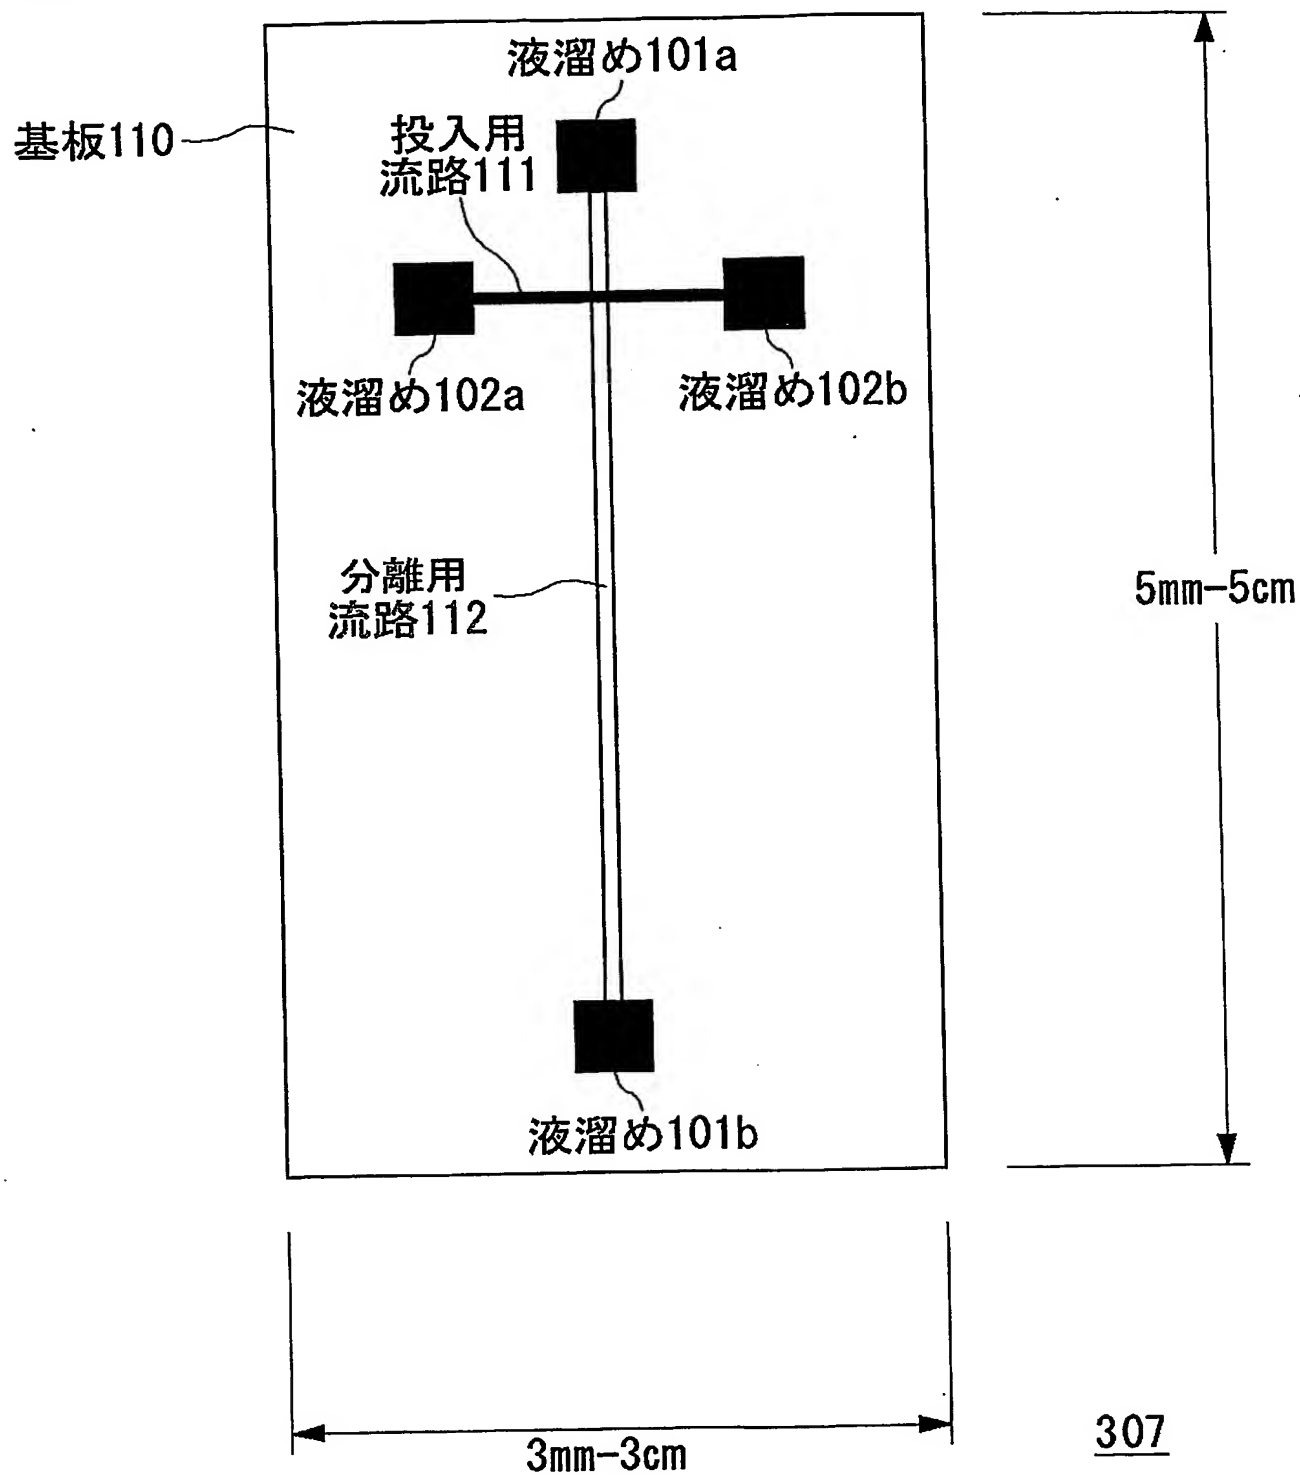 液溜め101a
基板110
投入用
流路111
液溜め102a
液溜め102b
分離用
流路112
5mm-5cm
液溜め101b
3mm-3cm
307